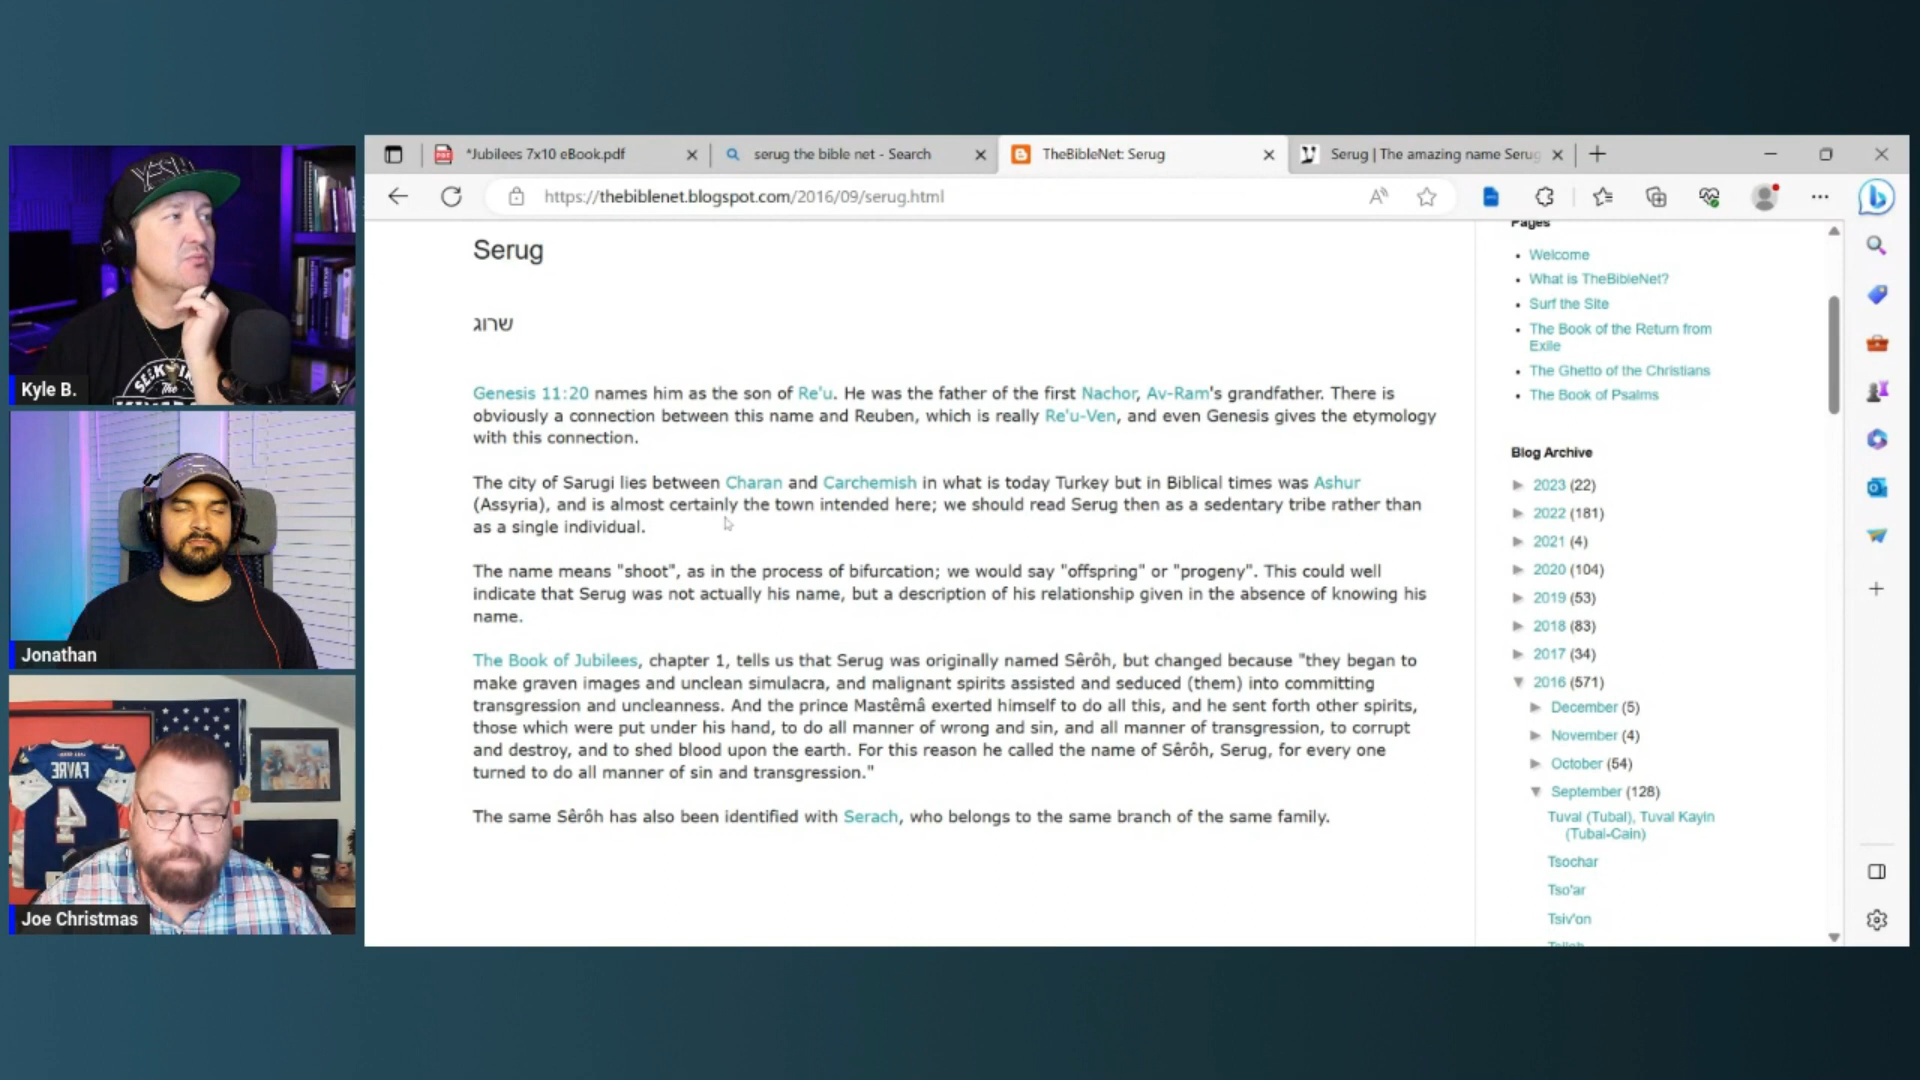 *Jubilees 7x10 eBook.pdf
serug the bible net - Search
TheBibleNet: Serug
Serug | The amazing name Serug
https://thebiblenet.blogspot.com/2016/09/serug.html
YES!
SEEK
The
Kyle B.
Jonathan
FAVRE
4
Joe Christmas
Serug
שרוג
Genesis 11:20 names him as the son of Re'u. He was the father of the first Nachor, Av-Ram's grandfather. There is
obviously a connection between this name and Reuben, which is really Re'u-Ven, and even Genesis gives the etymology
with this connection.
The city of Sarugi lies between Charan and Carchemish in what is today Turkey but in Biblical times was Ashur
(Assyria), and is almost certainly the town intended here; we should read Serug then as a sedentary tribe rather than
as a single individual.
The name means "shoot", as in the process of bifurcation; we would say "offspring" or "progeny". This could well
indicate that Serug was not actually his name, but a description of his relationship given in the absence of knowing his
name.
The Book of Jubilees, chapter 1, tells us that Serug was originally named Sêrôh, but changed because "they began to
make graven images and unclean simulacra, and malignant spirits assisted and seduced (them) into committing
transgression and uncleanness. And the prince Mastêmâ exerted himself to do all this, and he sent forth other spirits,
those which were put under his hand, to do all manner of wrong and sin, and all manner of transgression, to corrupt
and destroy, and to shed blood upon the earth. For this reason he called the name of Sêrôh, Serug, for every one
turned to do all manner of sin and transgression."
The same Sêrôh has also been identified with Serach, who belongs to the same branch of the same family.
Pages
Welcome
What is TheBibleNet?
Surf the Site
The Book of the Return from
Exile
The Ghetto of the Christians
The Book of Psalms
Blog Archive
2023 (22)
2022 (181)
2021 (4)
2020 (104)
2019 (53)
2018 (83)
2017 (34)
2016 (571)
December (5)
November (4)
October (54)
September (128)
Tuval (Tubal), Tuval Kayin
(Tubal-Cain)
Tsochar
Tso'ar
Tsiv'on